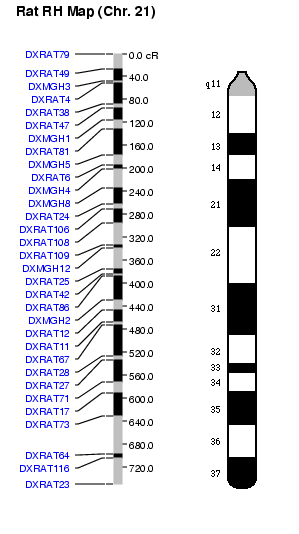 Rat RH Map (Chr. 21)
DXRAT79
DXRAT49
DXMGH3
DXRAT4
DXRAT38
DXRAT47
DXMGH1
DXRAT81
DXMGH5
DXRAT6
DXMGH4
DXMGH8
DXRAT24
DXRAT106
DXRAT108
DXRAT109
DXMGH12
DXRAT25
DXRAT42
DXRAT86
DXMGH2
DXRAT12
DXRAT11
DXRAT67
DXRAT28
DXRAT27
DXRAT71
DXRAT17
DXRAT73
DXRAT64
DXRAT116
DXRAT23
0.0 cR
40.0
80.0
120.0
160.0
200.0
240.0
280.0
320.0
360.0
400.0
440.0
480.0
520.0
560.0
600.0
640.0
680.0
720.0
q11
12
13
14
21
22
31
32
33
34
35
36
37